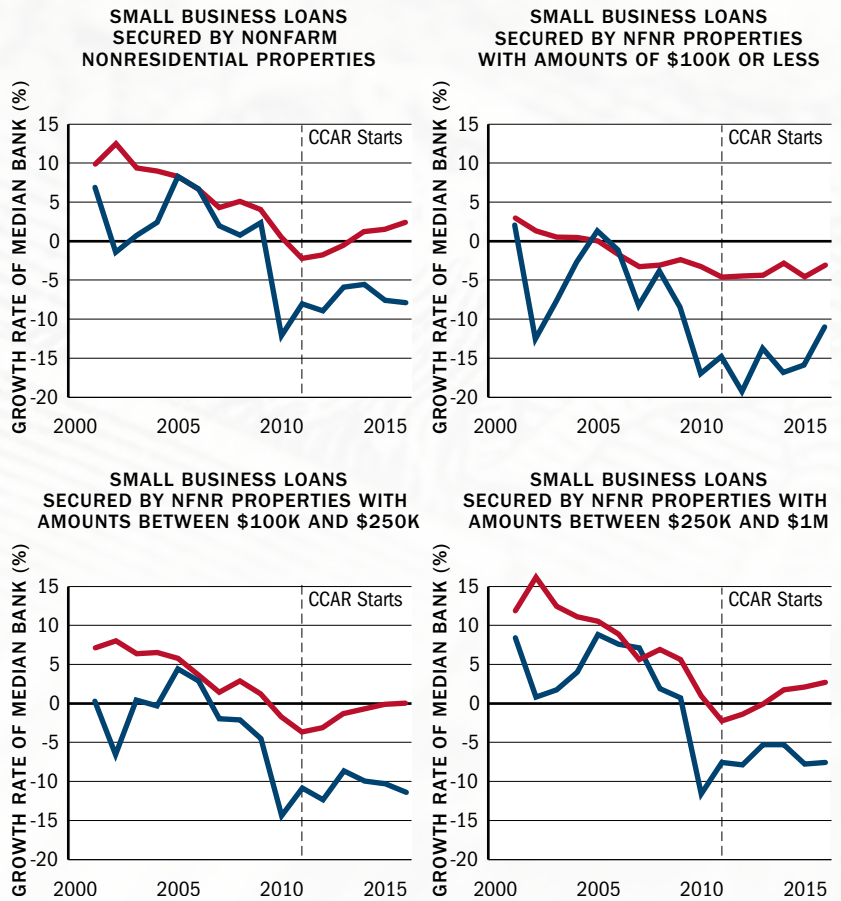 SMALL BUSINESS LOANS
SECURED BY NONFARM
NONRESIDENTIAL PROPERTIES
GROWTH RATE OF MEDIAN BANK (%)
15
10
5
0
-5
-10
-15
-20
CCAR Starts
2000 2005 2010 2015
SMALL BUSINESS LOANS
SECURED BY NFNR PROPERTIES
WITH AMOUNTS OF $100K OR LESS
GROWTH RATE OF MEDIAN BANK (%)
15
10
5
0
-5
-10
-15
-20
CCAR Starts
2000 2005 2010 2015
SMALL BUSINESS LOANS
SECURED BY NFNR PROPERTIES WITH
AMOUNTS BETWEEN $100K AND $250K
GROWTH RATE OF MEDIAN BANK (%)
15
10
5
0
-5
-10
-15
-20
CCAR Starts
2000 2005 2010 2015
SMALL BUSINESS LOANS
SECURED BY NFNR PROPERTIES WITH
AMOUNTS BETWEEN $250K AND $1M
GROWTH RATE OF MEDIAN BANK (%)
15
10
5
0
-5
-10
-15
-20
CCAR Starts
2000 2005 2010 2015